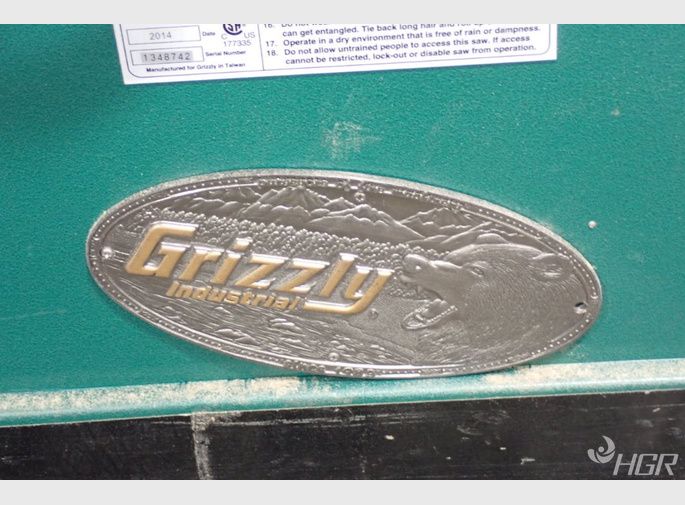 2014 Date
C US
177335
1348742 Serial Number
Manufactured for Grizzly in Taiwan
can get entangled. Tie back long hair and
17. Operate in a dry environment that is free of rain or dampness.
18. Do not allow untrained people to access this saw. If access
cannot be restricted, lock-out or disable saw from operation.
Grizzly
Industrial
HGR